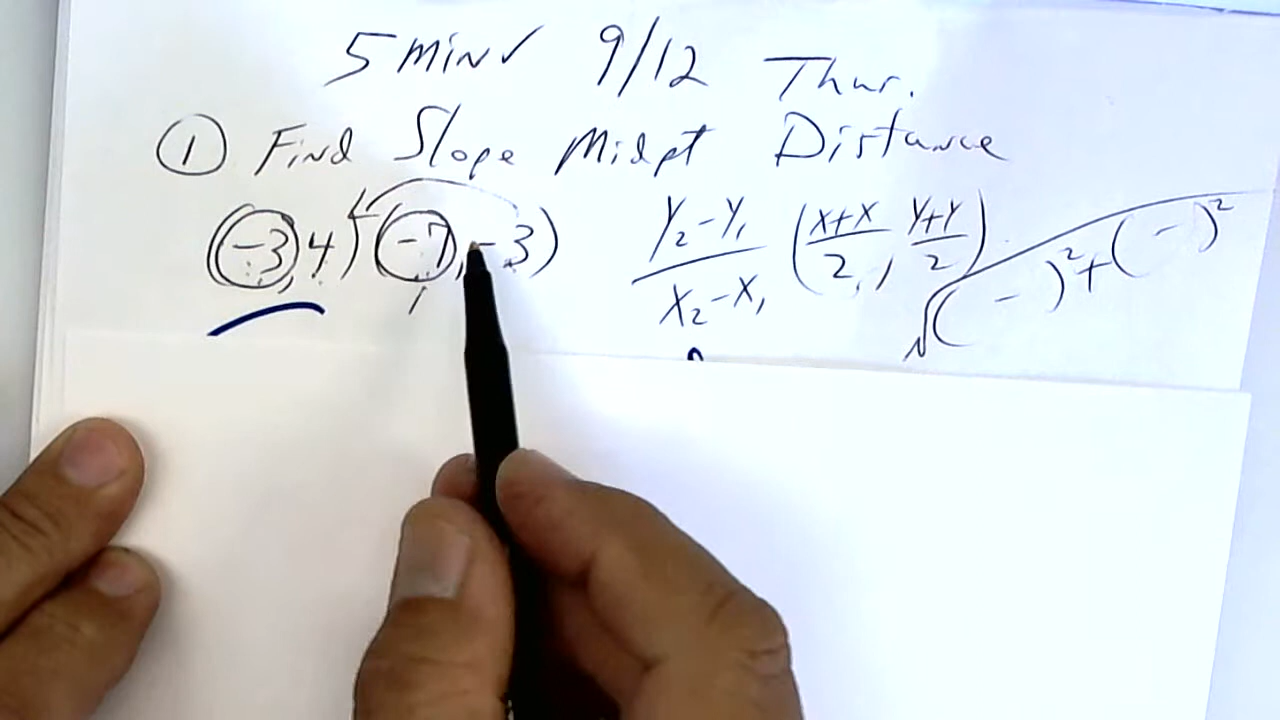 5 min ✓ 9/12 Thur.
① Find Slope Midpt Distance
(-3, 4) (-7, -3) y₂-y₁/x₂-x₁ (x+x/2, y+y/2) √( - )²+( - )²